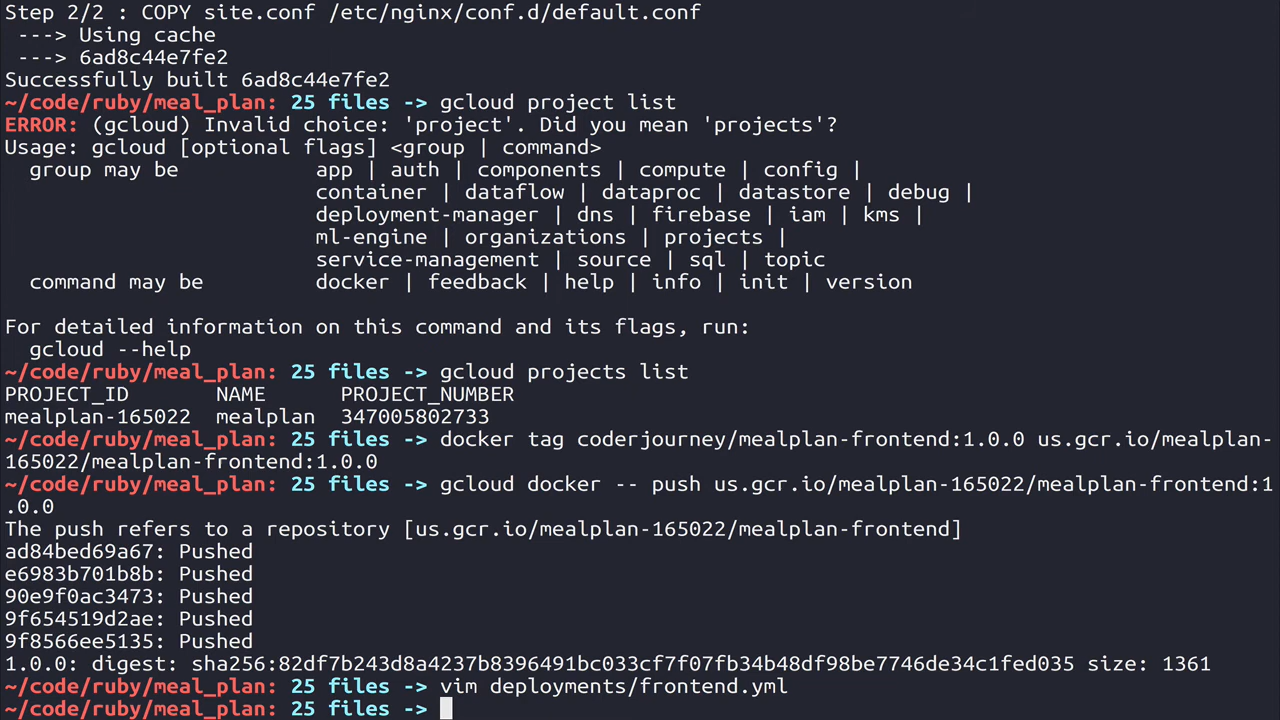 Step 2/2 : COPY site.conf /etc/nginx/conf.d/default.conf
---> Using cache
---> 6ad8c44e7fe2
Successfully built 6ad8c44e7fe2
~/code/ruby/meal_plan: 25 files -> gcloud project list
ERROR: (gcloud) Invalid choice: 'project'. Did you mean 'projects'?
Usage: gcloud [optional flags] <group | command>
group may be app | auth | components | compute | config |
container | dataflow | dataproc | datastore | debug |
deployment-manager | dns | firebase | iam | kms |
ml-engine | organizations | projects |
service-management | source | sql | topic
command may be docker | feedback | help | info | init | version
For detailed information on this command and its flags, run:
gcloud --help
~/code/ruby/meal_plan: 25 files -> gcloud projects list
PROJECT_ID NAME PROJECT_NUMBER
mealplan-165022 mealplan 347005802733
~/code/ruby/meal_plan: 25 files -> docker tag coderjourney/mealplan-frontend:1.0.0 us.gcr.io/mealplan-
165022/mealplan-frontend:1.0.0
~/code/ruby/meal_plan: 25 files -> gcloud docker -- push us.gcr.io/mealplan-165022/mealplan-frontend:1
.0.0
The push refers to a repository [us.gcr.io/mealplan-165022/mealplan-frontend]
ad84bed69a67: Pushed
e6983b701b8b: Pushed
90e9f0ac3473: Pushed
9f654519d2ae: Pushed
9f8566ee5135: Pushed
1.0.0: digest: sha256:82df7b243d8a4237b8396491bc033cf7f07fb34b48df98be7746de34c1fed035 size: 1361
~/code/ruby/meal_plan: 25 files -> vim deployments/frontend.yml
~/code/ruby/meal_plan: 25 files ->